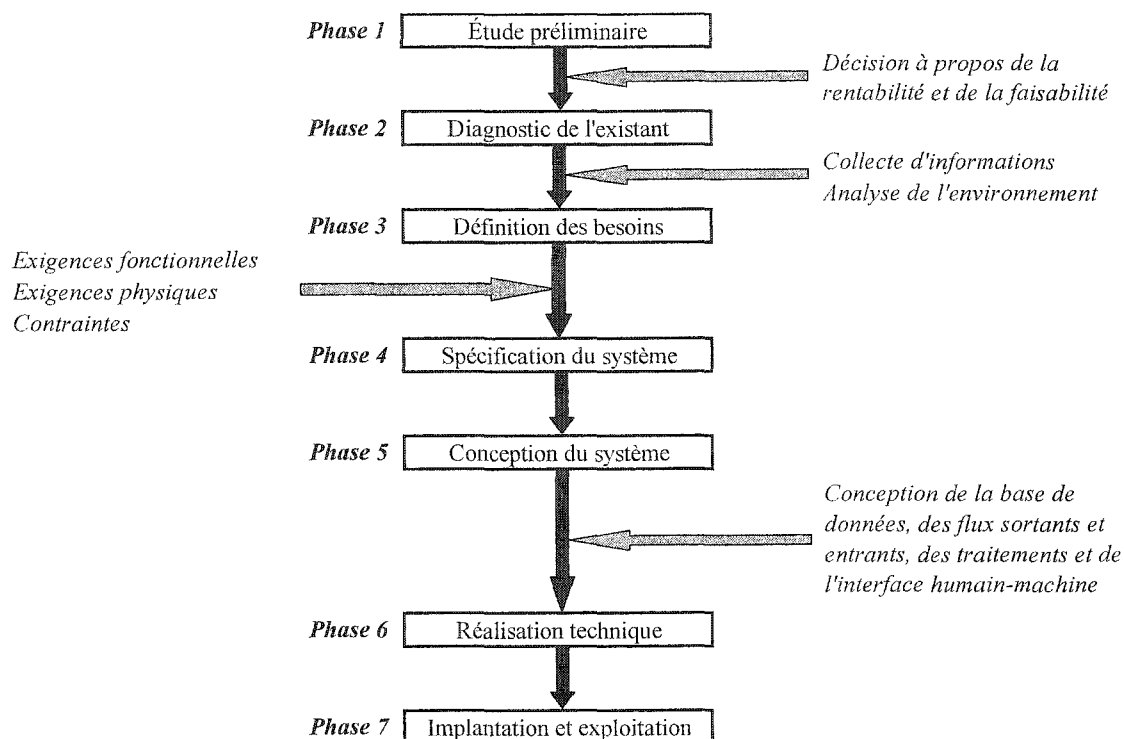 Phase 1 Étude préliminaire
Décision à propos de la
rentabilité et de la faisabilité
Phase 2 Diagnostic de l'existant
Collecte d'informations
Analyse de l'environnement
Phase 3 Définition des besoins
Exigences fonctionnelles
Exigences physiques
Contraintes
Phase 4 Spécification du système
Phase 5 Conception du système
Conception de la base de
données, des flux sortants et
entrants, des traitements et de
l'interface humain-machine
Phase 6 Réalisation technique
Phase 7 Implantation et exploitation